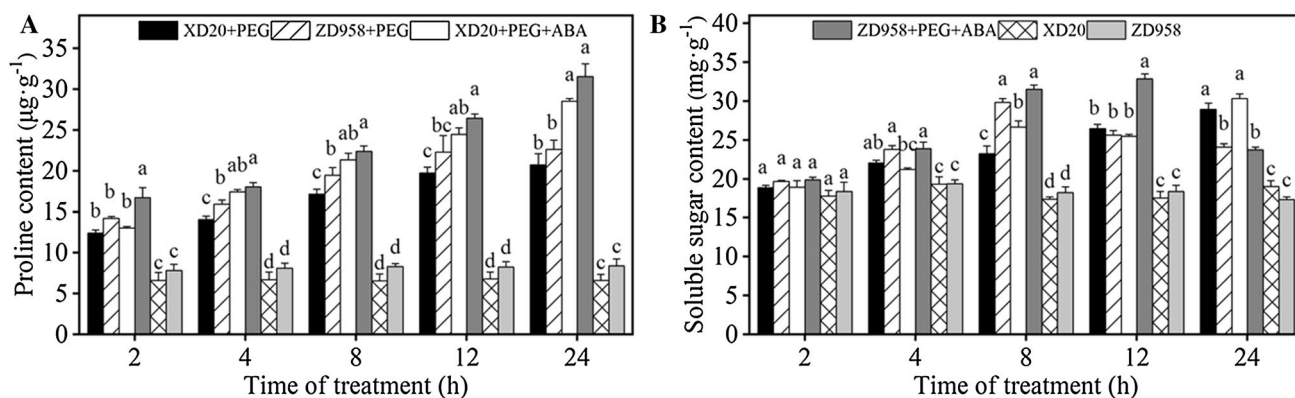 A
XD20+PEG ZD958+PEG XD20+PEG+ABA
Proline content (μg·g⁻¹)
35
30
25
20
15
10
5
0
b b b a c c
c b ab a d d
c b ab a d d
c bc ab a d d
b b a a c c
2 4 8 12 24
Time of treatment (h)
B
ZD958+PEG+ABA XD20 ZD958
Soluble sugar content (mg·g⁻¹)
40
35
30
25
20
15
10
5
0
a a a a a a
ab a bc a c c
c a b a d d
b b b a c c
a b a b c c
2 4 8 12 24
Time of treatment (h)